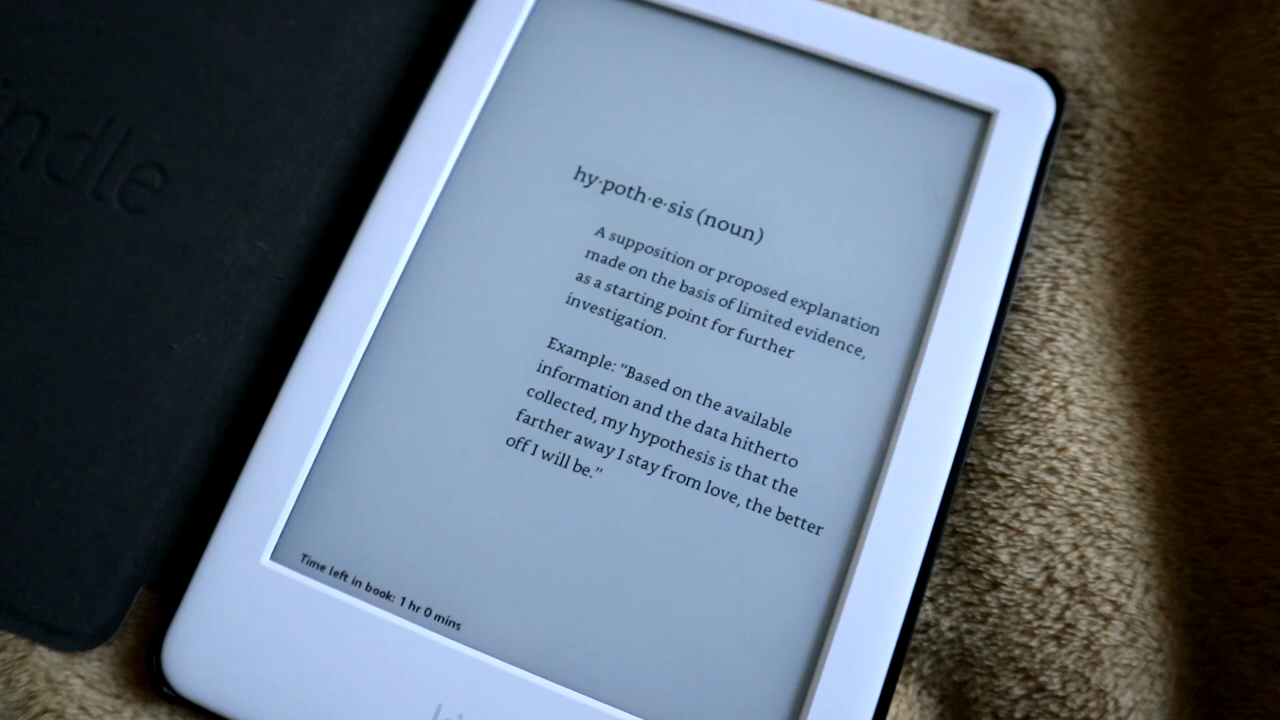 ndle
hy·poth·e·sis (noun)
A supposition or proposed explanation
made on the basis of limited evidence,
as a starting point for further
investigation.
Example: “Based on the available
information and the data hitherto
collected, my hypothesis is that the
farther away I stay from love, the better
off I will be.”
Time left in book: 1 hr 0 mins
ki